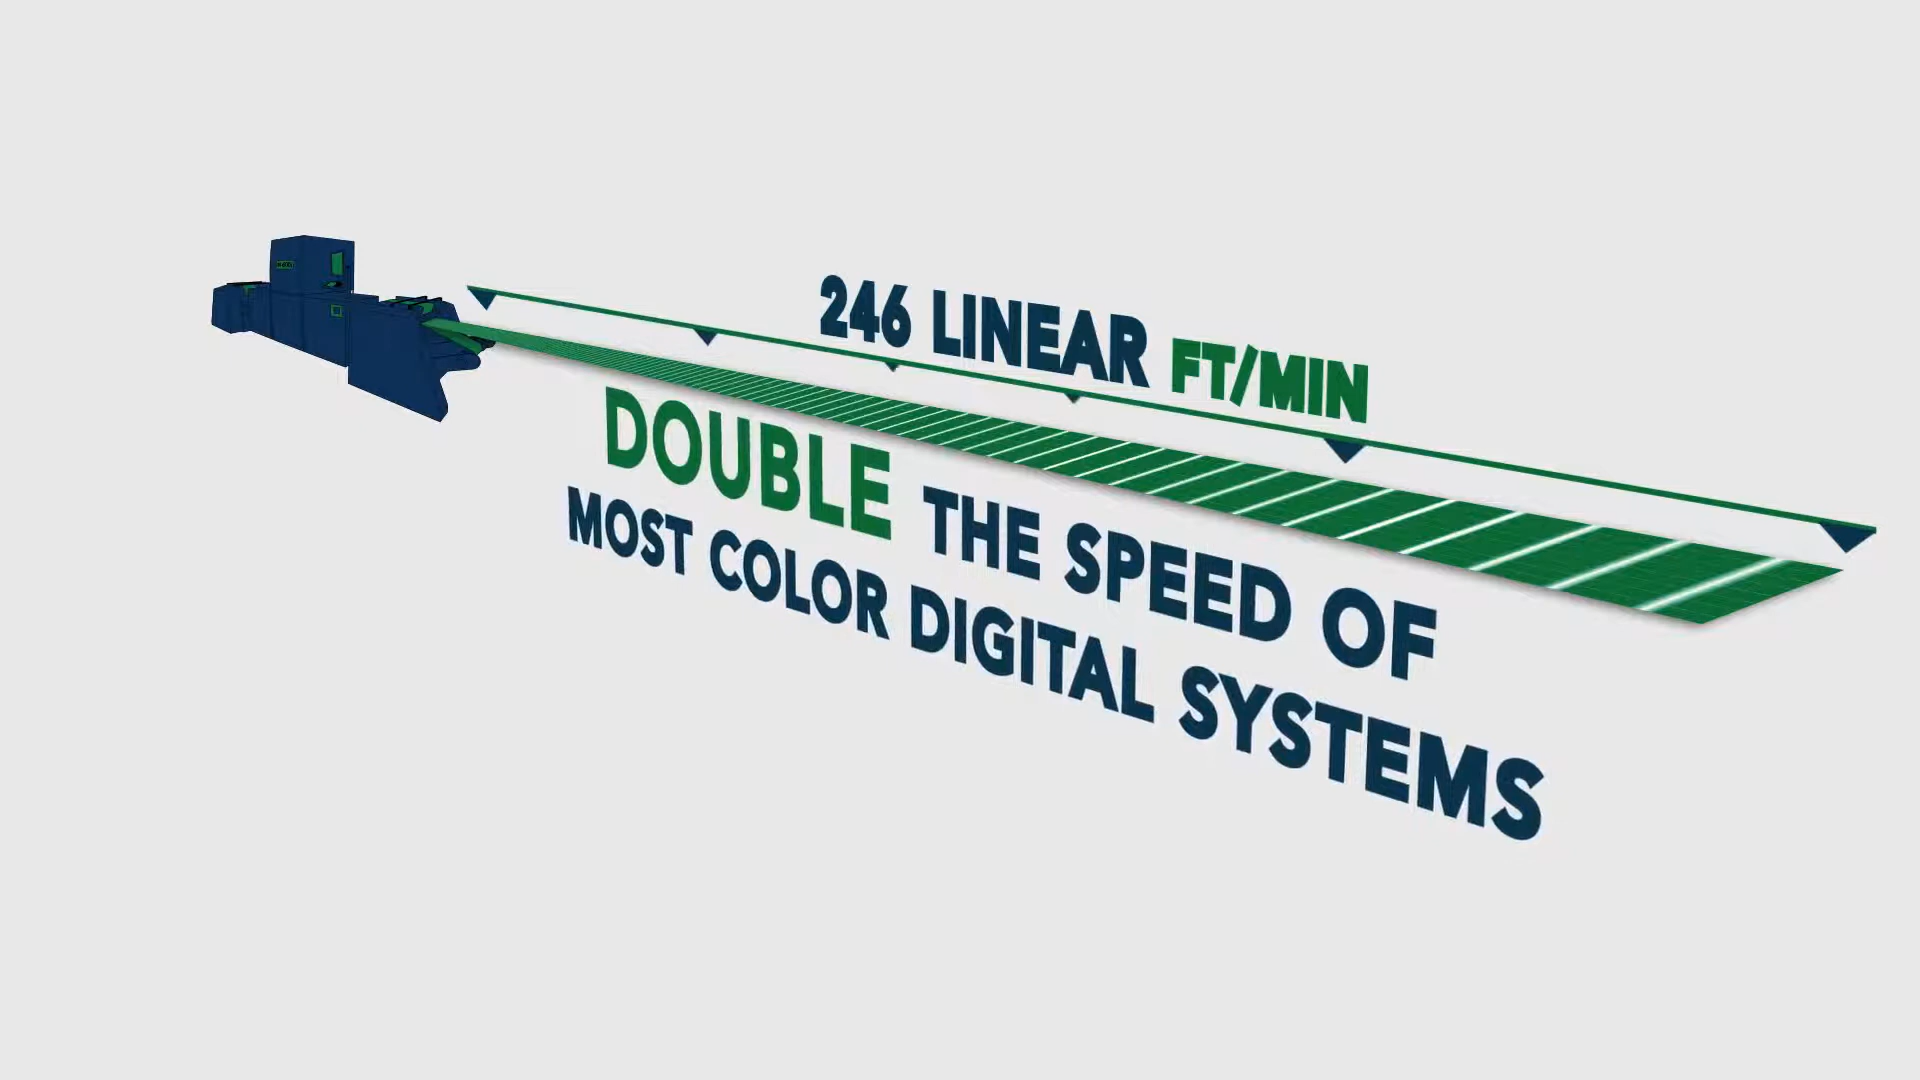 246 LINEAR FT/MIN
DOUBLE THE SPEED OF
MOST COLOR DIGITAL SYSTEMS